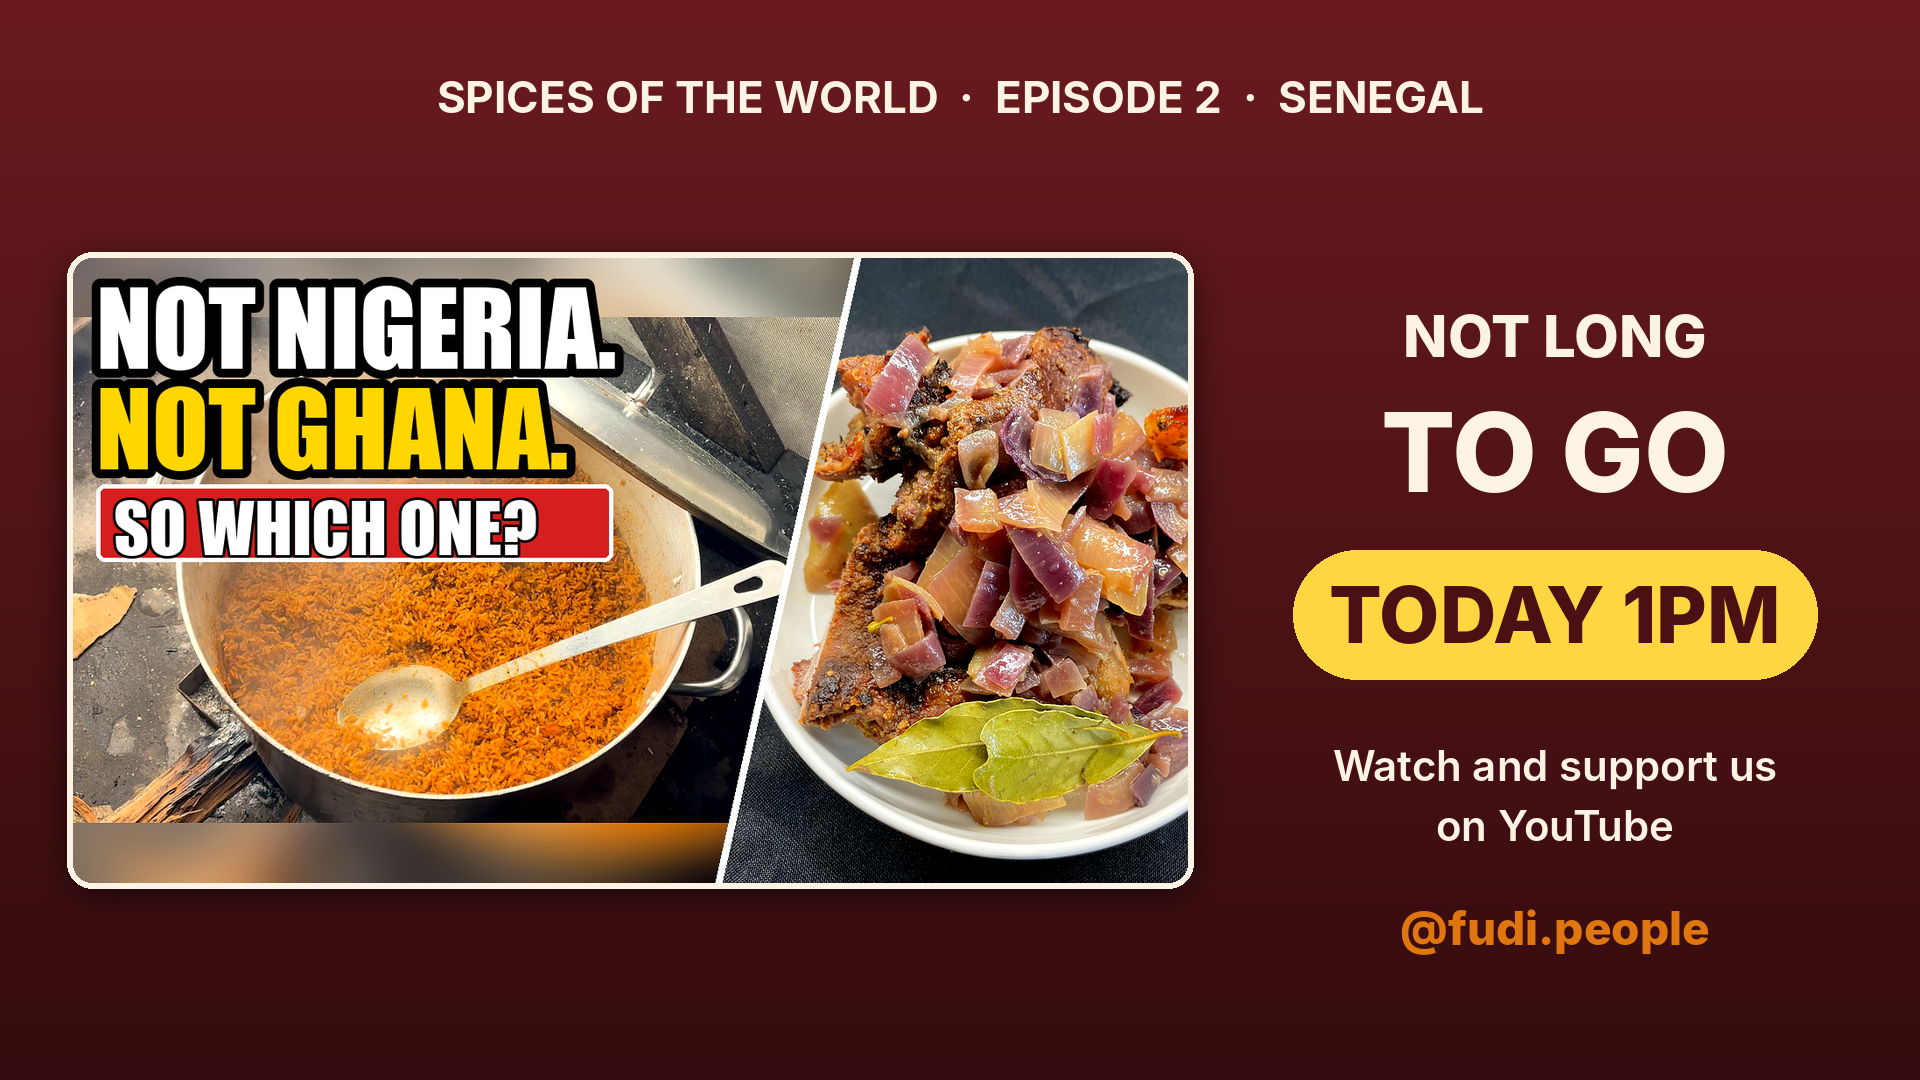 SPICES OF THE WORLD · EPISODE 2 · SENEGAL
NOT NIGERIA.
NOT GHANA.
SO WHICH ONE?
NOT LONG
TO GO
TODAY 1PM
Watch and support us
on YouTube
@fudi.people